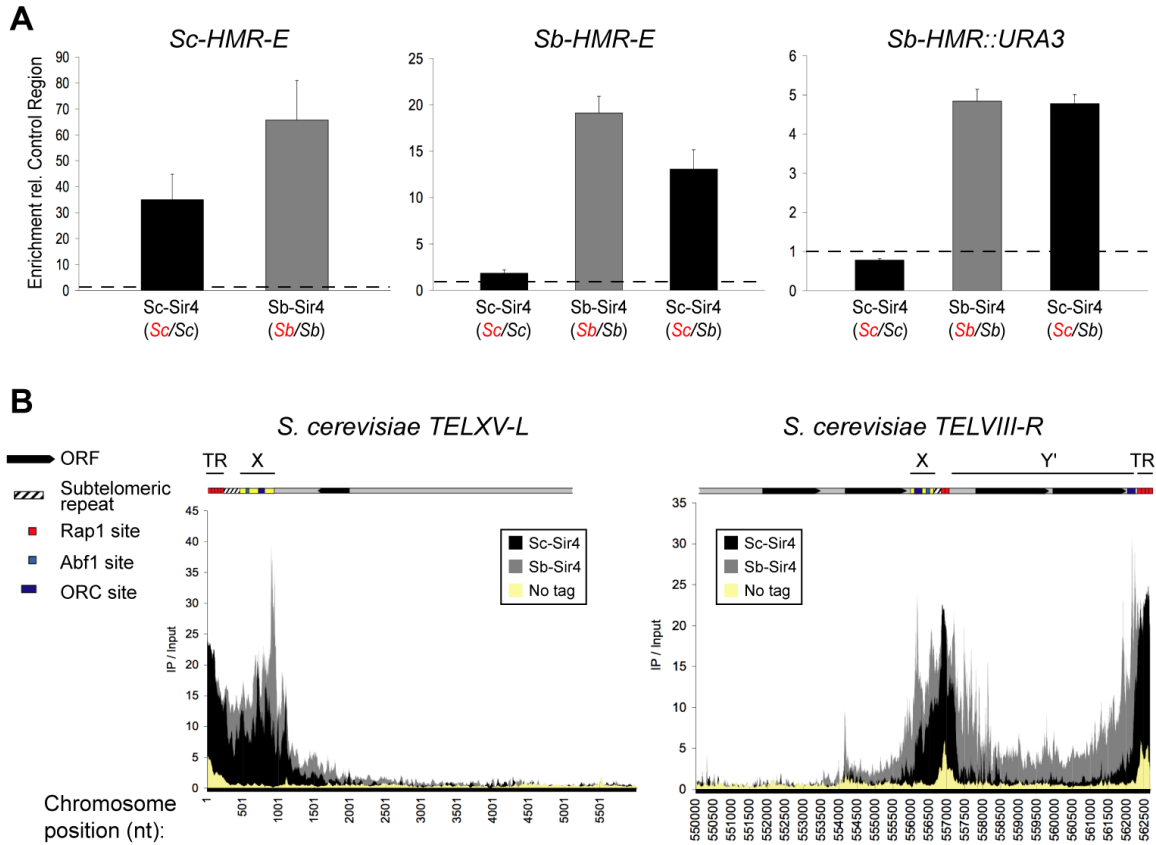 A
Sc-HMR-E
Sb-HMR-E
Sb-HMR::URA3
Enrichment rel. Control Region
90
80
70
60
50
40
30
20
10
0
Sc-Sir4
(Sc/Sc)
Sb-Sir4
(Sb/Sb)
25
20
15
10
5
0
Sc-Sir4
(Sc/Sc)
Sb-Sir4
(Sb/Sb)
Sc-Sir4
(Sc/Sb)
6
5
4
3
2
1
0
Sc-Sir4
(Sc/Sc)
Sb-Sir4
(Sb/Sb)
Sc-Sir4
(Sc/Sb)
B
ORF
Subtelomeric
repeat
Rap1 site
Abf1 site
ORC site
S. cerevisiae TELXV-L
TR X
45
40
35
30
25
20
15
10
5
0
IP / Input
Sc-Sir4
Sb-Sir4
No tag
1 501 1001 1501 2001 2501 3001 3501 4001 4501 5001 5501
S. cerevisiae TELVIII-R
X Y' TR
35
30
25
20
15
10
5
0
IP / Input
Sc-Sir4
Sb-Sir4
No tag
550000 550500 551000 551500 552000 552500 553000 553500 554000 554500 555000 555500 556000 556500 557000 557500 558000 558500 559000 559500 560000 560500 561000 561500 562000 562500
Chromosome
position (nt):